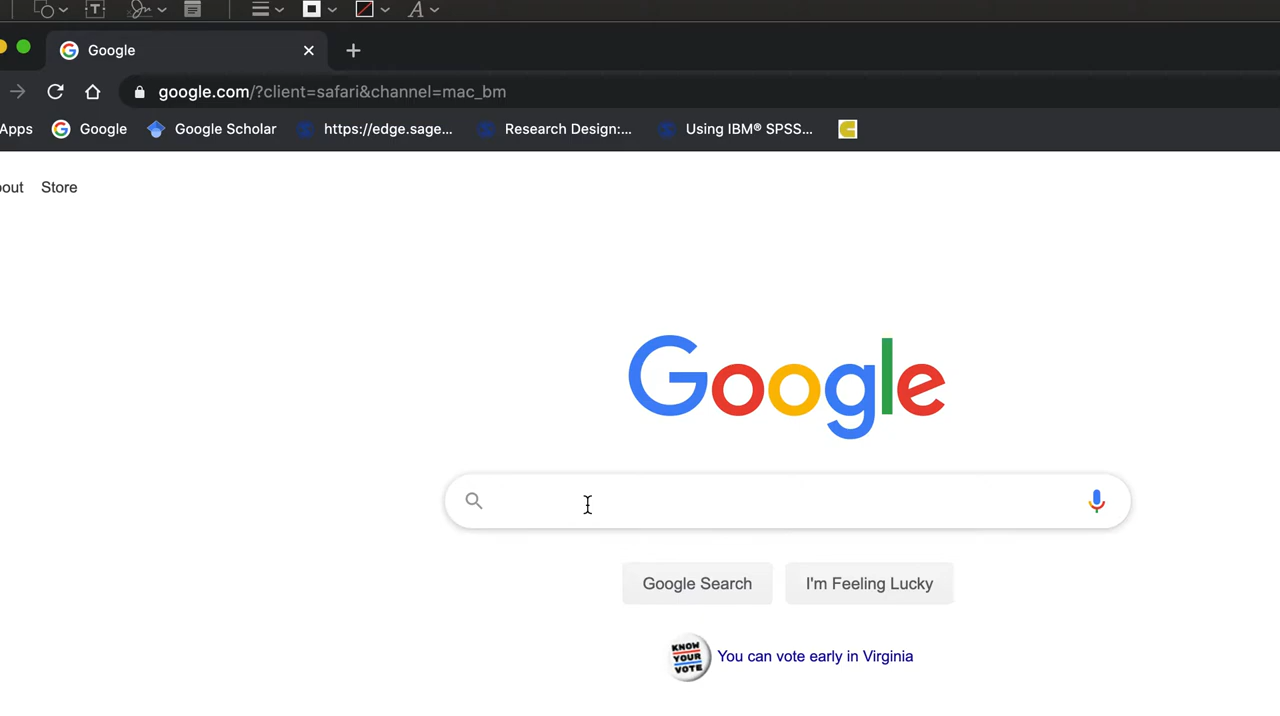 Google
google.com/?client=safari&channel=mac_bm
Apps Google Google Scholar https://edge.sage... Research Design:... Using IBM® SPSS...
bout Store
Google
Google Search I'm Feeling Lucky
KNOW YOUR VOTE You can vote early in Virginia